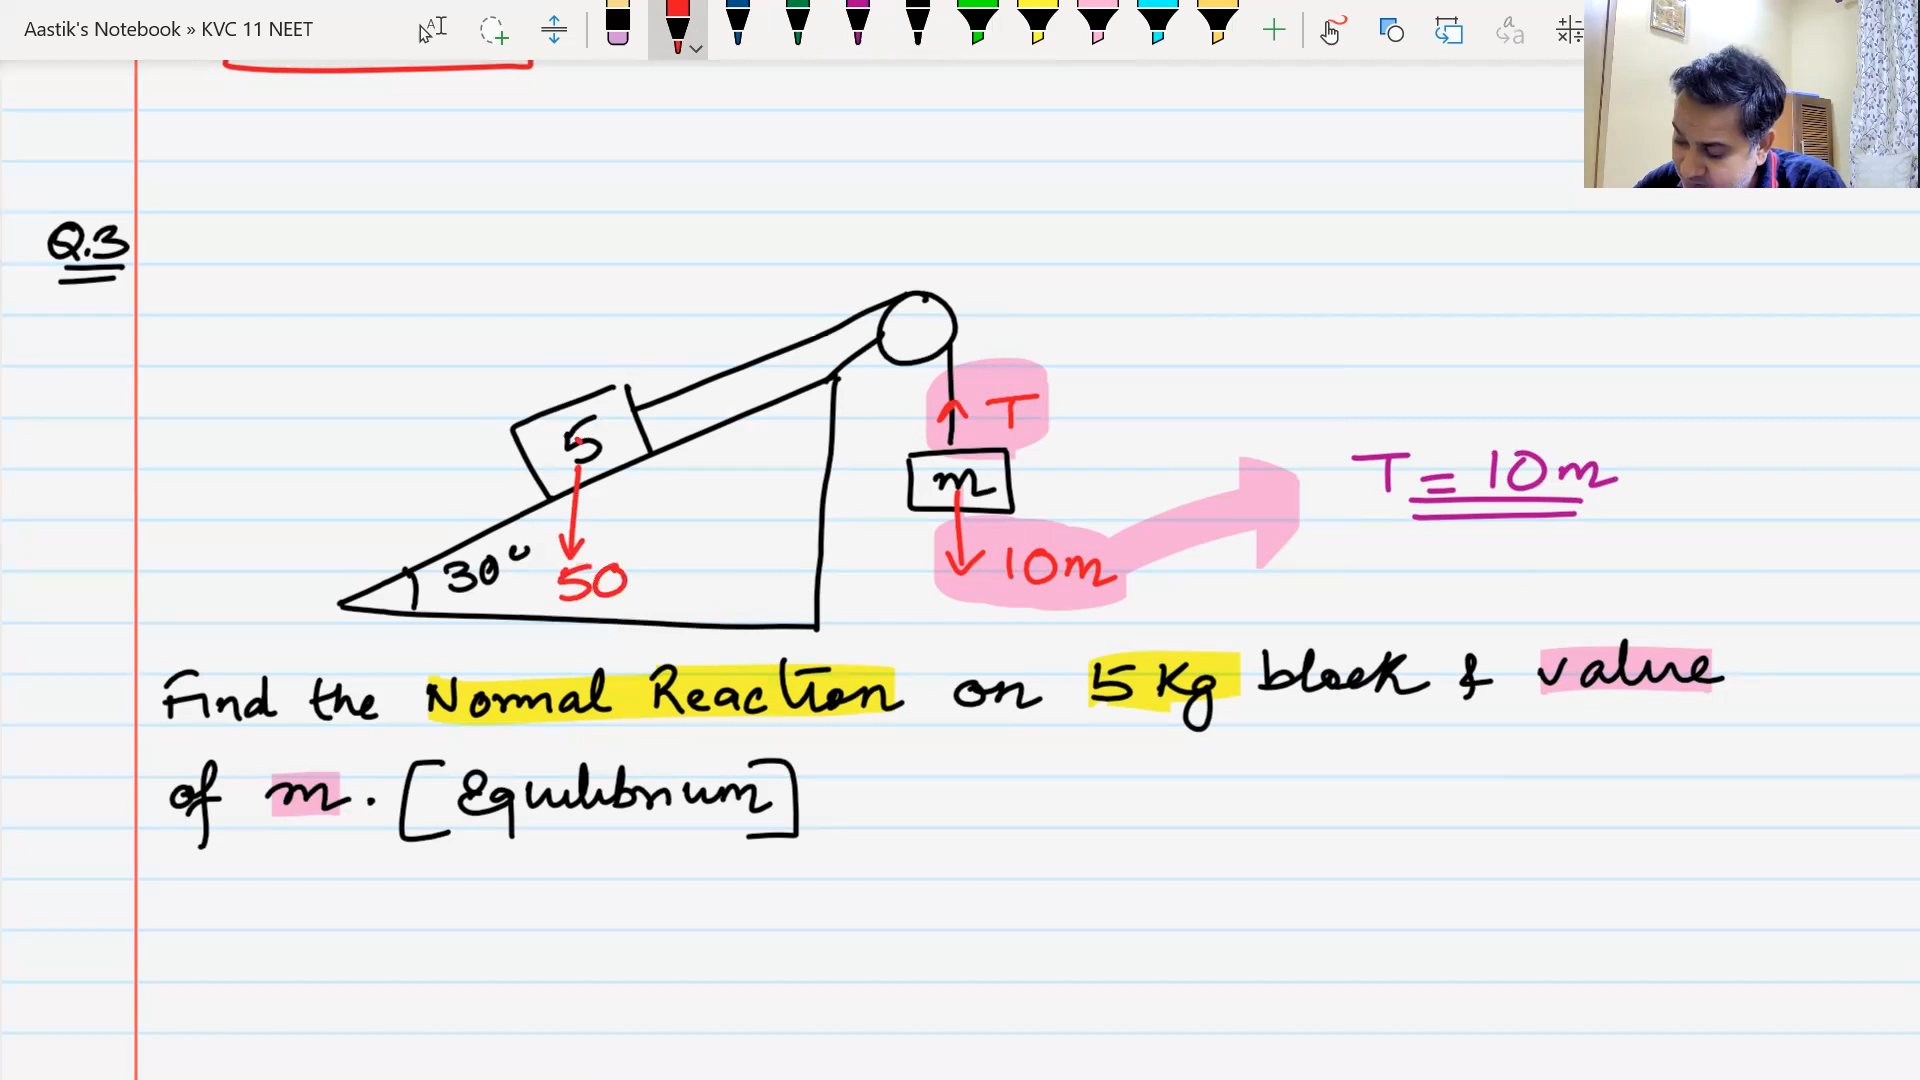 Aastik's Notebook » KVC 11 NEET
Q.3
5
T
m
T = 10m
30°
50
10m
Find the Normal Reaction on 5 Kg block & value
of m. [Equilibrium]